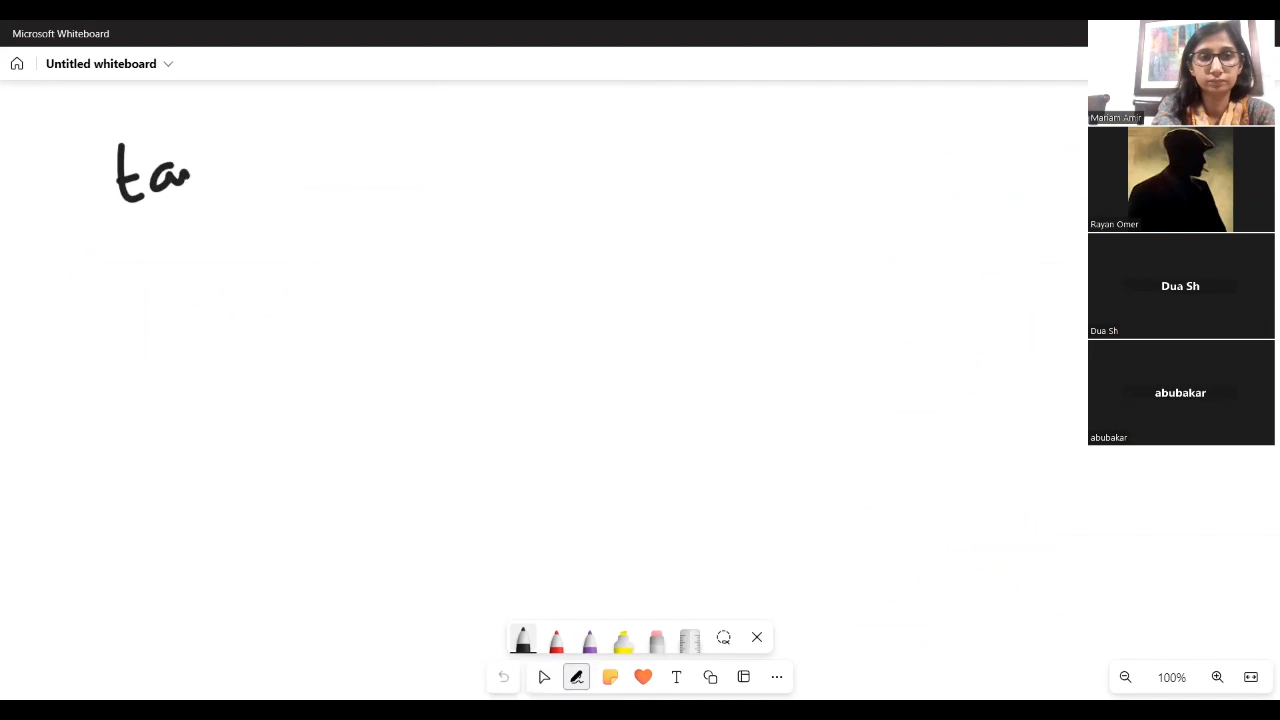 Microsoft Whiteboard
Untitled whiteboard
ta
Mariam Amir
Rayan Omer
Dua Sh
Dua Sh
abubakar
abubakar
100%